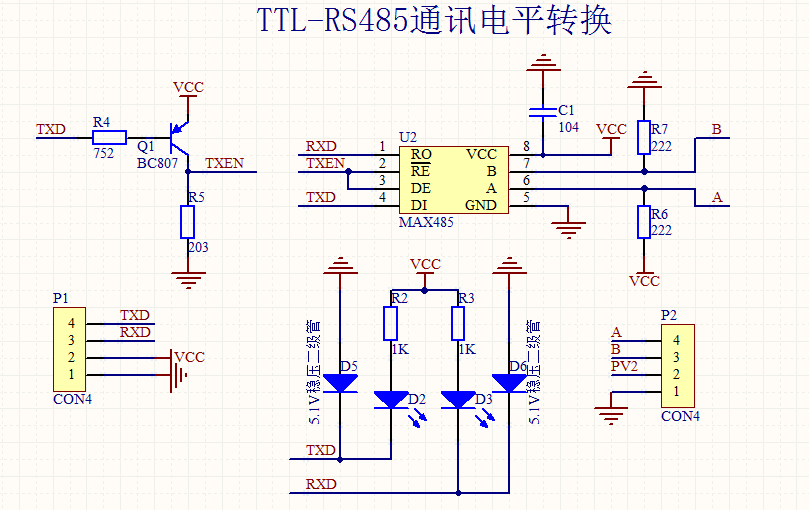 TTL-RS485通讯电平转换
VCC
TXD
R4
752
Q1
BC807
TXEN
R5
203
U2
RXD 1 RO VCC 8
TXEN 2 RE B 7
3 DE A 6
TXD 4 DI GND 5
MAX485
C1
104
VCC
R7
222
B
A
R6
222
VCC
P1
4 TXD
3 RXD
2 VCC
1
CON4
VCC
R2
1K
R3
1K
5.1V稳压二级管
D5
D2
D3
D6
5.1V稳压二级管
TXD
RXD
P2
A 4
B 3
PV2 2
1
CON4